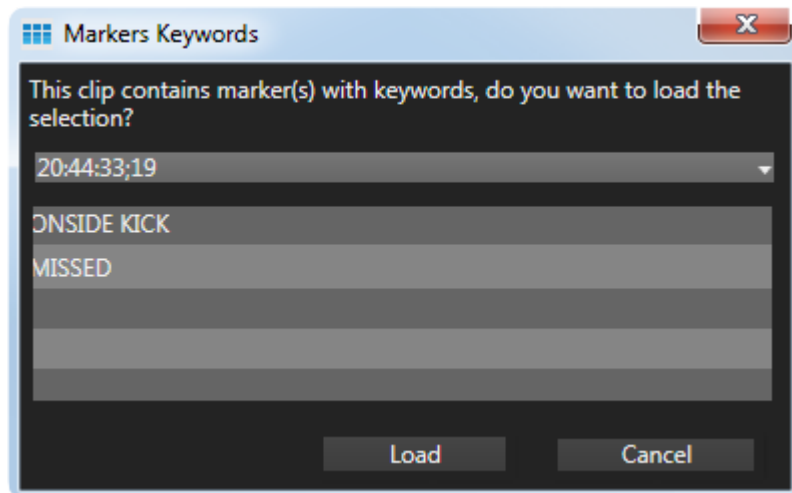 Markers Keywords
This clip contains marker(s) with keywords, do you want to load the
selection?
20:44:33;19
ONSIDE KICK
MISSED
Load
Cancel